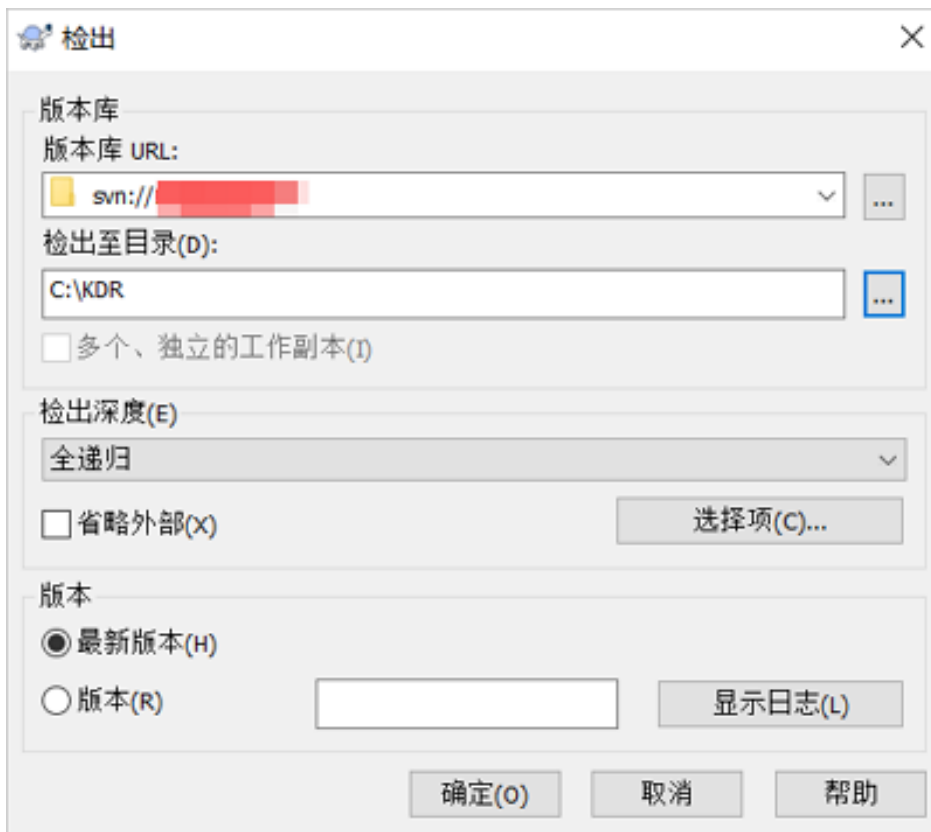 检出
版本库
版本库 URL:
svn://
...
检出至目录(D):
C:\KDR
...
多个、独立的工作副本(I)
检出深度(E)
全递归
省略外部(X)
选择项(C)...
版本
最新版本(H)
版本(R)
显示日志(L)
确定(O)
取消
帮助